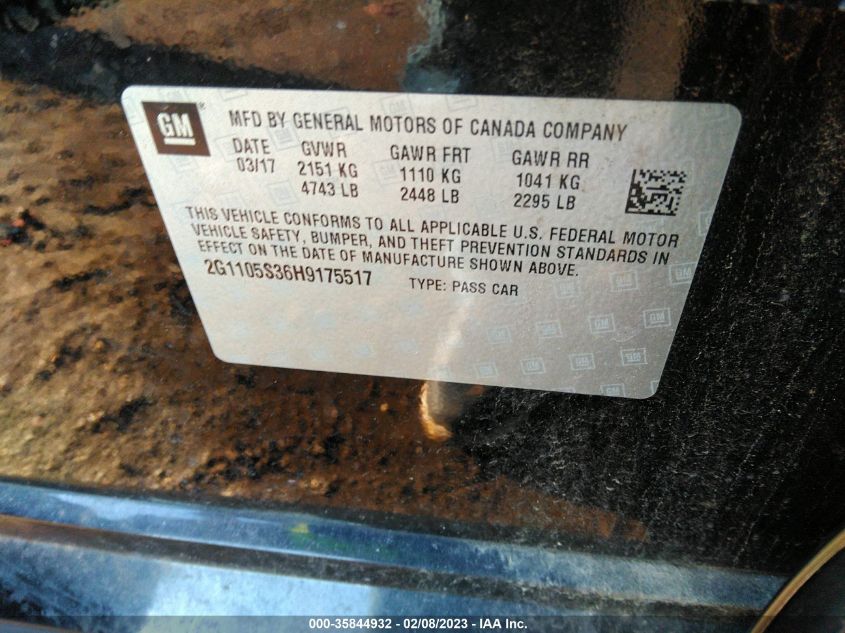 GM ®
MFD BY GENERAL MOTORS OF CANADA COMPANY
DATE GVWR GAWR FRT GAWR RR
03/17 2151 KG 1110 KG 1041 KG
4743 LB 2448 LB 2295 LB
THIS VEHICLE CONFORMS TO ALL APPLICABLE U.S. FEDERAL MOTOR
VEHICLE SAFETY, BUMPER, AND THEFT PREVENTION STANDARDS IN
EFFECT ON THE DATE OF MANUFACTURE SHOWN ABOVE.
2G1105S36H9175517 TYPE: PASS CAR
000-35844932 - 02/08/2023 - © IAA Inc.